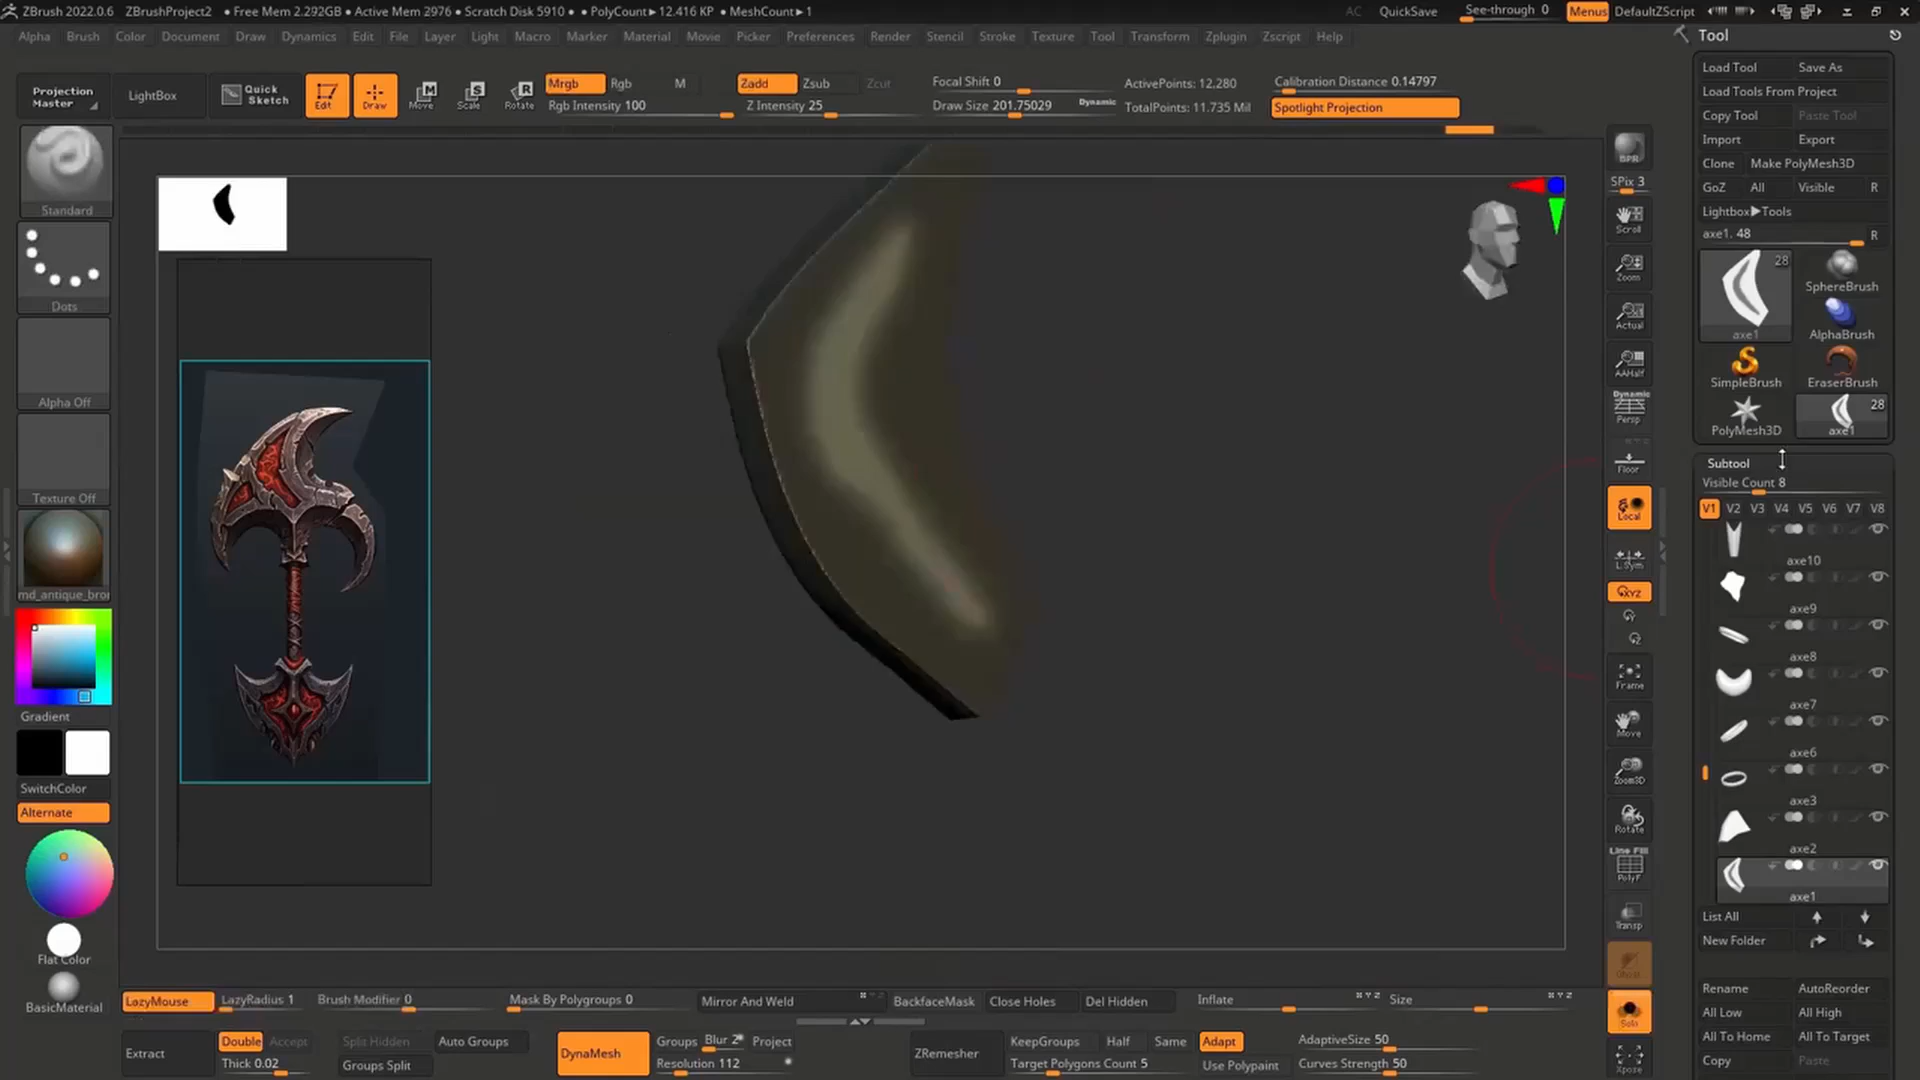 ZBrush 2022.0.6 ZBrushProject2 • Free Mem 2.292GB • Active Mem 2976 • Scratch Disk 5910 • PolyCount► 12.416 KP • MeshCount► 1 AC QuickSave See-through 0 Menus DefaultZScript
Alpha Brush Color Document Draw Dynamics Edit File Layer Light Macro Marker Material Movie Picker Preferences Render Stencil Stroke Texture Tool Transform Zplugin Zscript Help
Projection Master LightBox Quick Sketch Edit Draw Move Scale Rotate
Mrgb Rgb M Zadd Zsub Zcut Focal Shift 0 ActivePoints: 12,280 Calibration Distance 0.14797
Rgb Intensity 100 Z Intensity 25 Draw Size 201.75029 Dynamic TotalPoints: 11.735 Mil Spotlight Projection
Standard
Dots
Alpha Off
Texture Off
md_antique_bron
Gradient
SwitchColor
Alternate
Flat Color
BasicMaterial
BPR
SPix 3
Scroll
Zoom
Actual
AAHalf
Dynamic
Persp
Floor
Local
L.Sym
XYZ
Frame
Move
Zoom3D
Rotate
Line Fill
PolyF
Transp
Ghost
Solo
Xpose
Tool
Load Tool Save As
Load Tools From Project
Copy Tool Paste Tool
Import Export
Clone Make PolyMesh3D
GoZ All Visible R
Lightbox►Tools
axe1. 48 R
28
axe1 SphereBrush
AlphaBrush
SimpleBrush EraserBrush
28
PolyMesh3D axe1
Subtool
Visible Count 8
V1 V2 V3 V4 V5 V6 V7 V8
axe10
axe9
axe8
axe7
axe6
axe3
axe2
axe1
List All
New Folder
Rename AutoReorder
All Low All High
All To Home All To Target
Copy Paste
LazyMouse LazyRadius 1 Brush Modifier 0 Mask By Polygroups 0 Mirror And Weld BackfaceMask Close Holes Del Hidden Inflate XYZ Size XYZ
Extract Double Accept Split Hidden Auto Groups DynaMesh Groups Blur 2 Project ZRemesher KeepGroups Half Same Adapt AdaptiveSize 50
Thick 0.02 Groups Split Resolution 112 Target Polygons Count 5 Use Polypaint Curves Strength 50